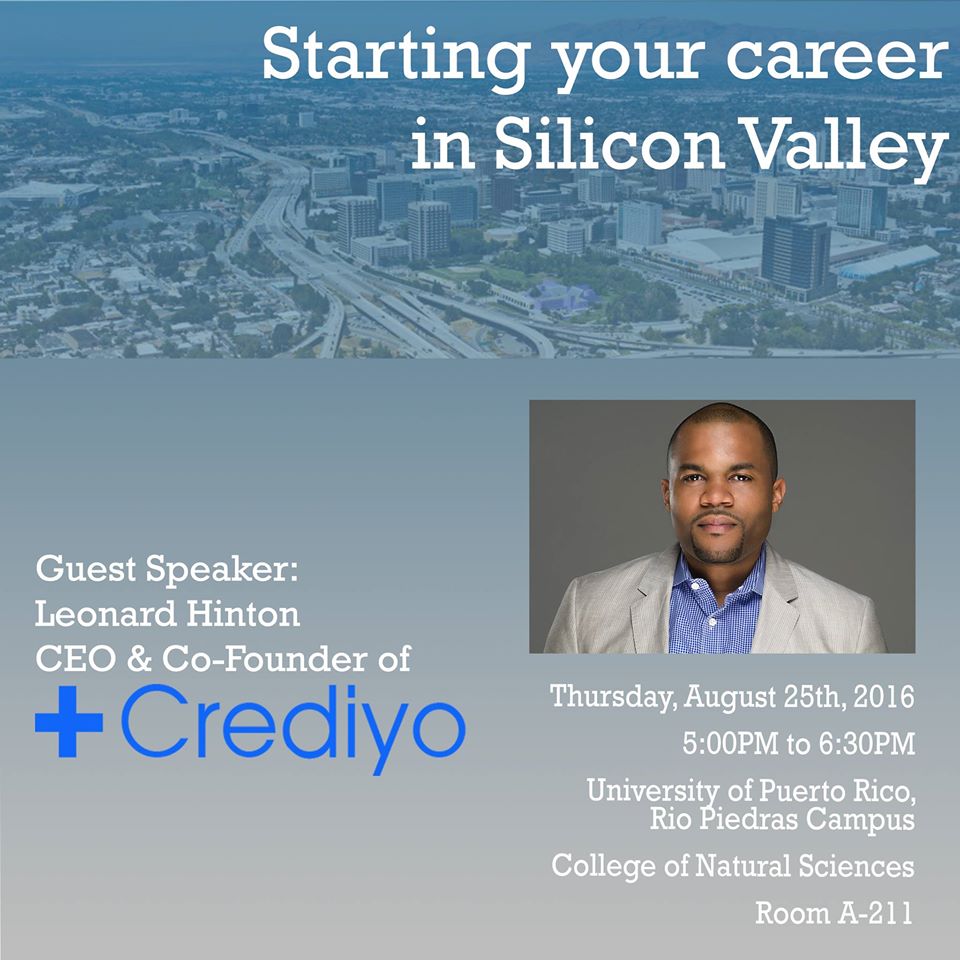 Starting your career
in Silicon Valley
Guest Speaker:
Leonard Hinton
CEO & Co-Founder of
+Crediyo
Thursday, August 25th, 2016
5:00PM to 6:30PM
University of Puerto Rico,
Rio Piedras Campus
College of Natural Sciences
Room A-211